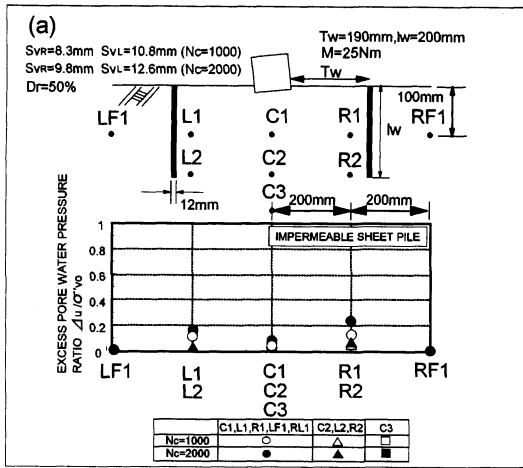 (a)
SVR=8.3mm SVL=10.8mm (Nc=1000)
SVR=9.8mm SVL=12.6mm (Nc=2000)
Dr=50%
Tw=190mm,lw=200mm
M=25Nm
Tw
100mm
lw
LF1 L1 C1 R1 RF1
L2 C2 R2
C3
12mm
200mm 200mm
IMPERMEABLE SHEET PILE
EXCESS PORE WATER PRESSURE
RATIO Δu/σ'vo
1
0.8
0.6
0.4
0.2
0
LF1 L1 C1 R1 RF1
L2 C2 R2
C3
C1,L1,R1,LF1,RL1 C2,L2,R2 C3
Nc=1000 ○ △ □
Nc=2000 ● ▲ ■